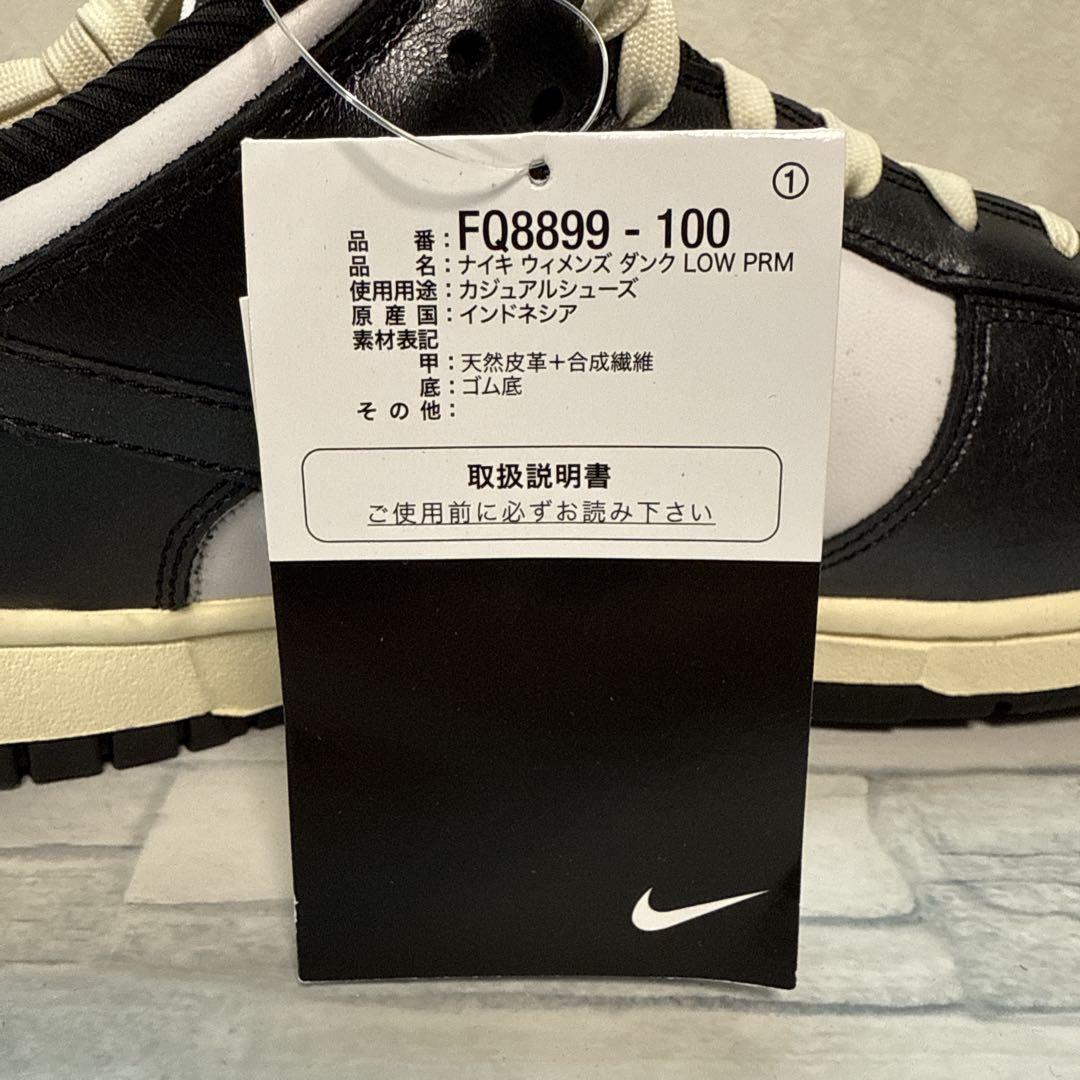 ①
品 番：FQ8899 - 100
品 名：ナイキ ウィメンズ ダンク LOW PRM
使用用途：カジュアルシューズ
原 産 国：インドネシア
素材表記
甲：天然皮革＋合成繊維
底：ゴム底
そ の 他：
取扱説明書
ご使用前に必ずお読み下さい